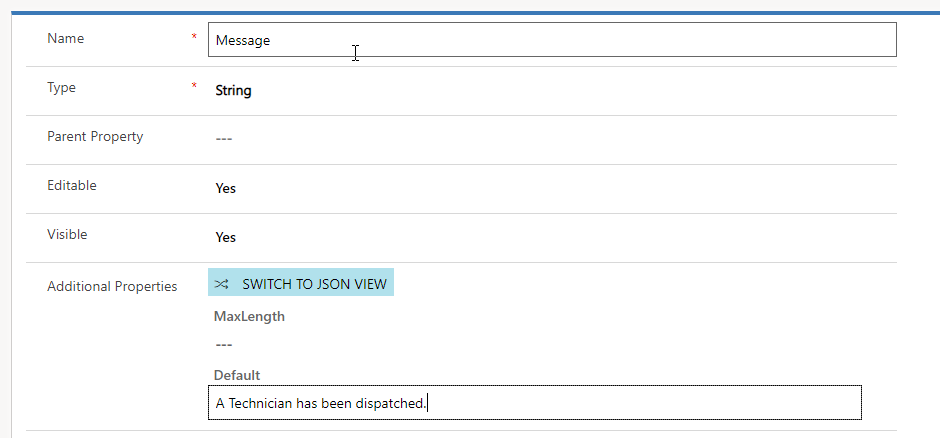 Name * Message
Type * String
Parent Property ---
Editable Yes
Visible Yes
Additional Properties SWITCH TO JSON VIEW
MaxLength
---
Default
A Technician has been dispatched.